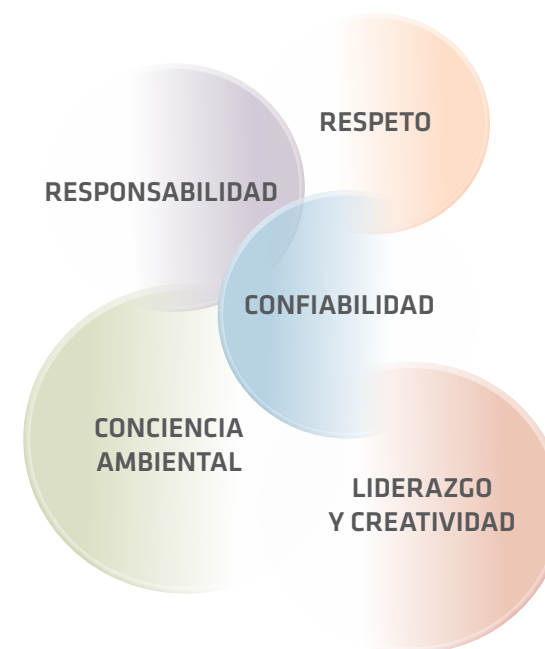 RESPETO
RESPONSABILIDAD
CONFIABILIDAD
CONCIENCIA
AMBIENTAL
LIDERAZGO
Y CREATIVIDAD